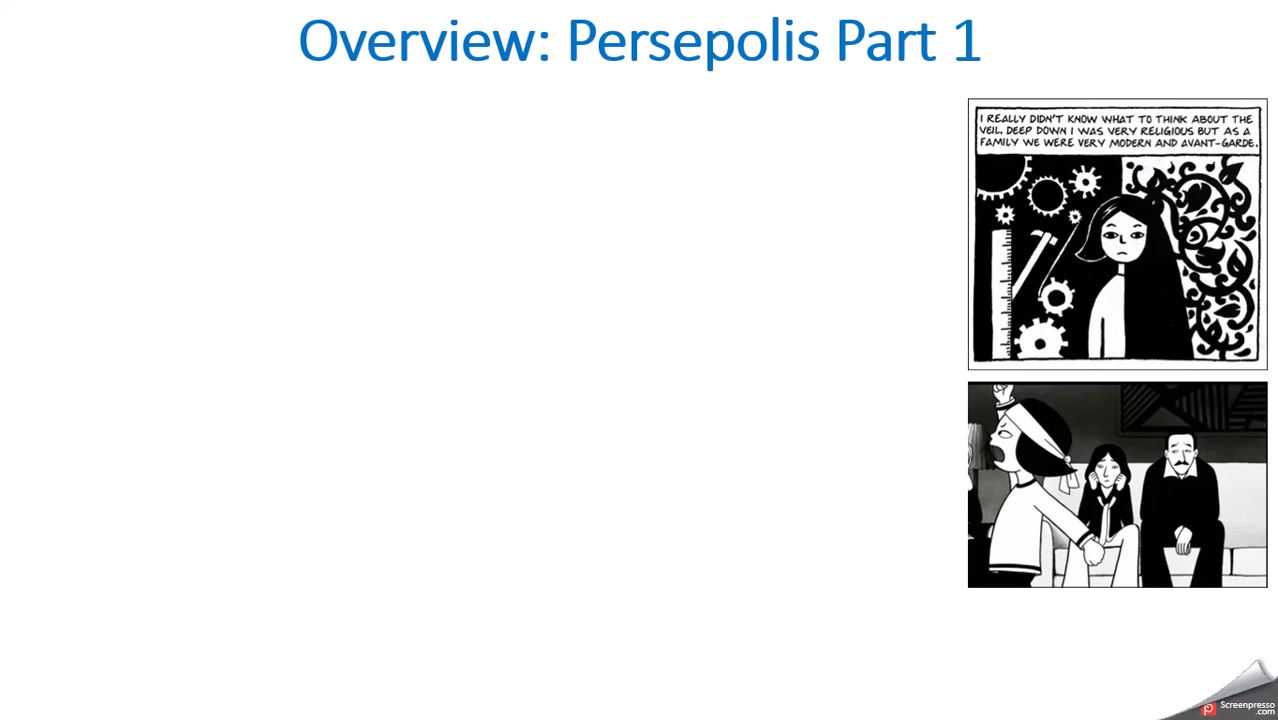 Overview: Persepolis Part 1
I REALLY DIDN'T KNOW WHAT TO THINK ABOUT THE
VEIL. DEEP DOWN I WAS VERY RELIGIOUS BUT AS A
FAMILY WE WERE VERY MODERN AND AVANT-GARDE.
Screenpresso
.com